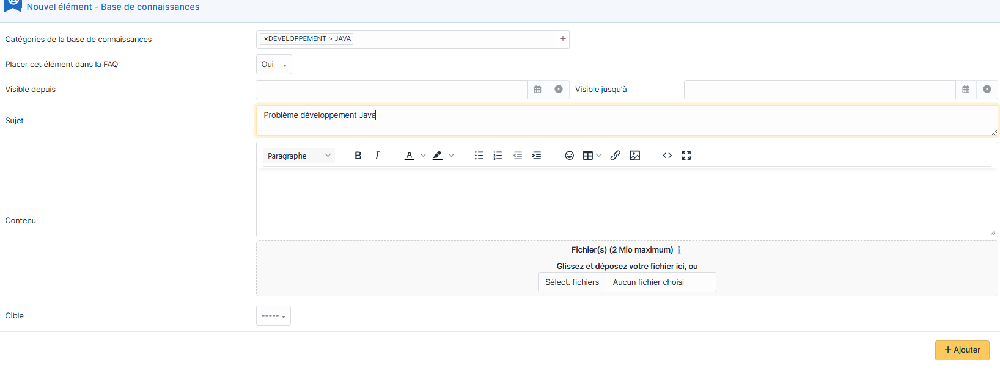 Nouvel élément - Base de connaissances
Catégories de la base de connaissances
×DEVELOPPEMENT > JAVA
+
Placer cet élément dans la FAQ
Oui
Visible depuis
Visible jusqu'à
Sujet
Problème développement Java
Paragraphe
B
I
A
Contenu
Fichier(s) (2 Mio maximum) i
Glissez et déposez votre fichier ici, ou
Sélect. fichiers
Aucun fichier choisi
Cible
-----
+ Ajouter